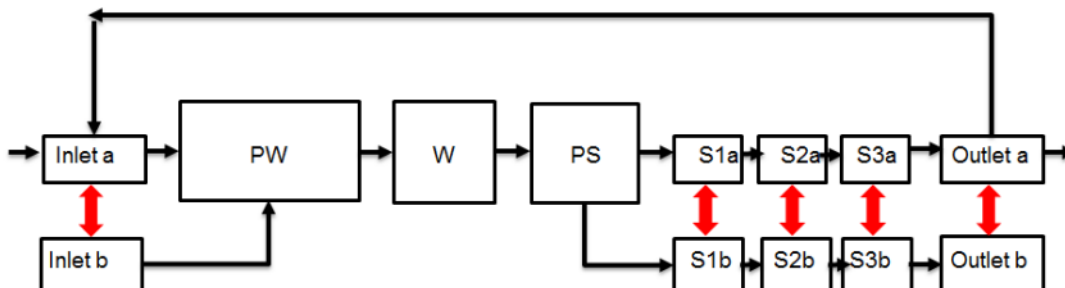 Inlet a
PW
W
PS
S1a
S2a
S3a
Outlet a
Inlet b
S1b
S2b
S3b
Outlet b